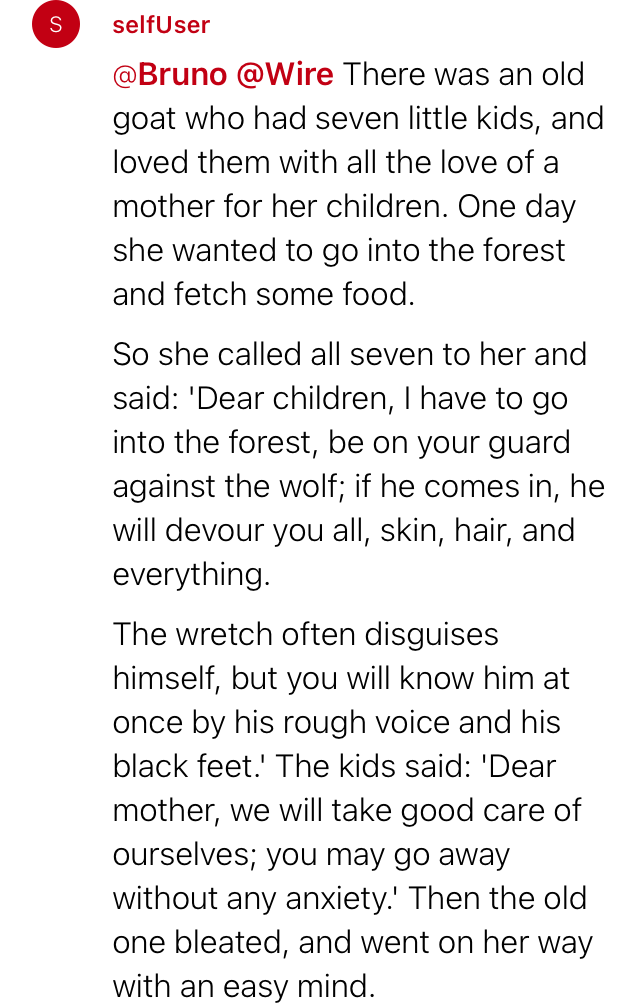 S
selfUser
@Bruno @Wire There was an old
goat who had seven little kids, and
loved them with all the love of a
mother for her children. One day
she wanted to go into the forest
and fetch some food.
So she called all seven to her and
said: 'Dear children, I have to go
into the forest, be on your guard
against the wolf; if he comes in, he
will devour you all, skin, hair, and
everything.
The wretch often disguises
himself, but you will know him at
once by his rough voice and his
black feet.' The kids said: 'Dear
mother, we will take good care of
ourselves; you may go away
without any anxiety.' Then the old
one bleated, and went on her way
with an easy mind.